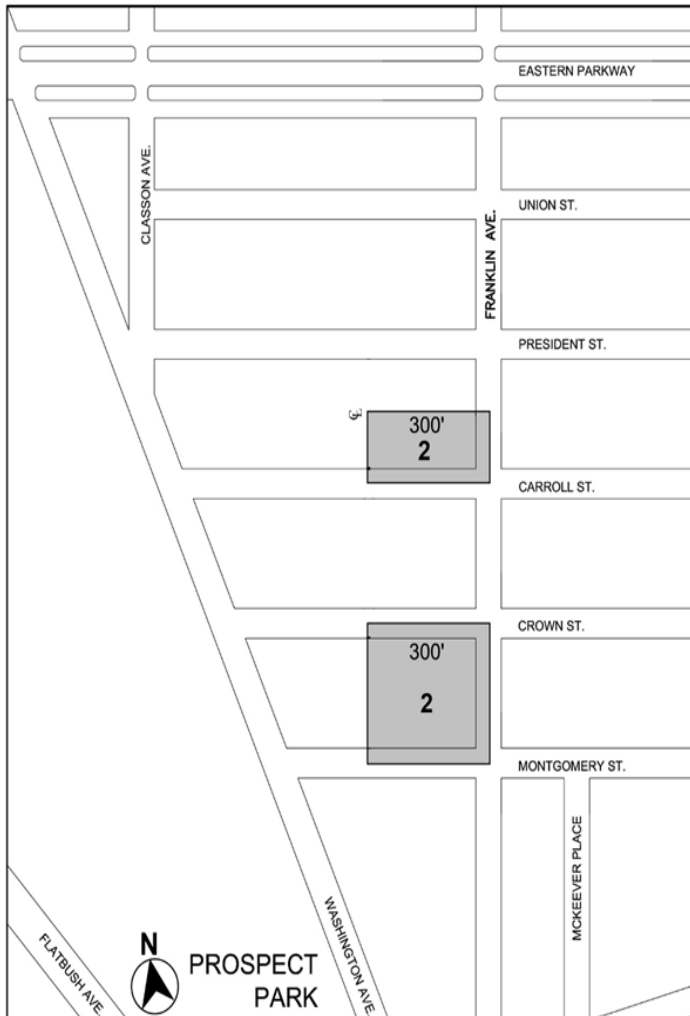 EASTERN PARKWAY
CLASSON AVE.
UNION ST.
FRANKLIN AVE.
PRESIDENT ST.
℄
300'
2
CARROLL ST.
CROWN ST.
300'
2
MONTGOMERY ST.
MCKEEVER PLACE
WASHINGTON AVE.
FLATBUSH AVE.
N
PROSPECT
PARK